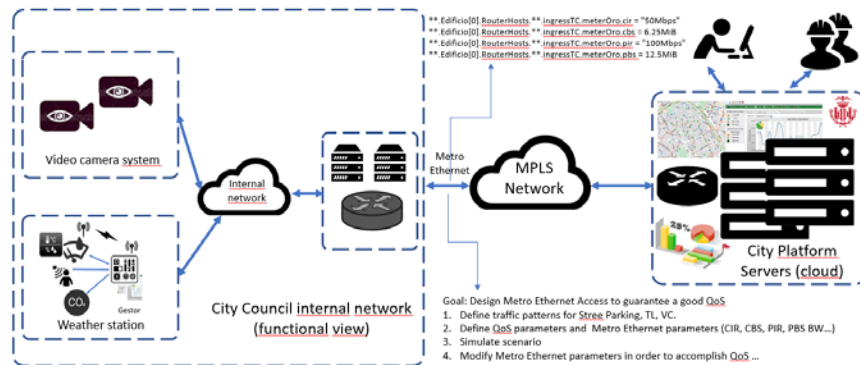 **.Edificio[0].RouterHosts.**.ingressTC.meterOro.cir = "50Mbps"
**.Edificio[0].RouterHosts.**.ingressTC.meterOro.cbs = 6.25MiB
**.Edificio[0].RouterHosts.**.ingressTC.meterOro.pir = "100Mbps"
**.Edificio[0].RouterHosts.**.ingressTC.meterOro.pbs = 12.5MiB
Video camera system
Internal
network
Metro
Ethernet
MPLS
Network
28%
City Platform
Servers (cloud)
CO₂
Gestor
Weather station
City Council internal network
(functional view)
Goal: Design Metro Ethernet Access to guarantee a good QoS
1. Define traffic patterns for Stree Parking, TL, VC.
2. Define QoS parameters and Metro Ethernet parameters (CIR, CBS, PIR, PBS BW...)
3. Simulate scenario
4. Modify Metro Ethernet parameters in order to accomplish QoS ...